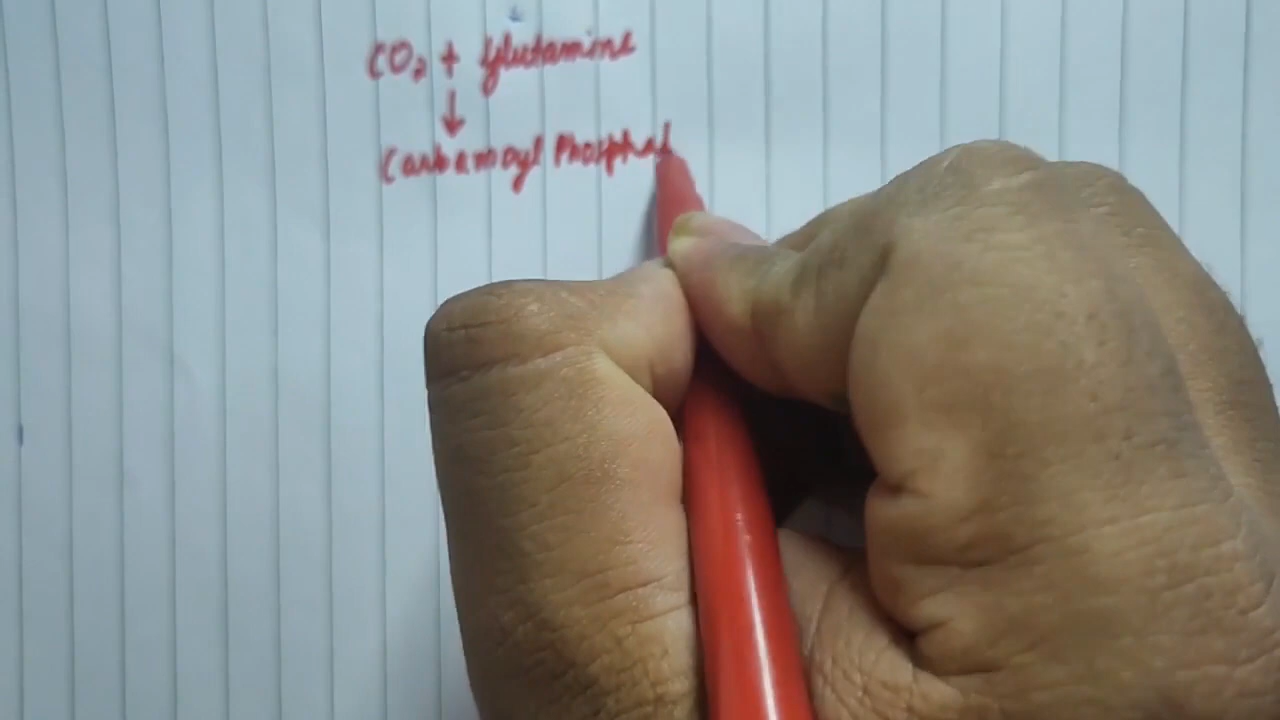 CO₂ + Glutamine
↓
Carbamoyl Phosphat